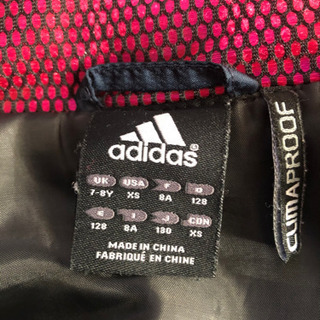 adidas
UK USA F D
7-8Y XS 8A 128
E I J CDN
128 8A 130 XS
MADE IN CHINA
FABRIQUÉ EN CHINE
CLIMAPROOF